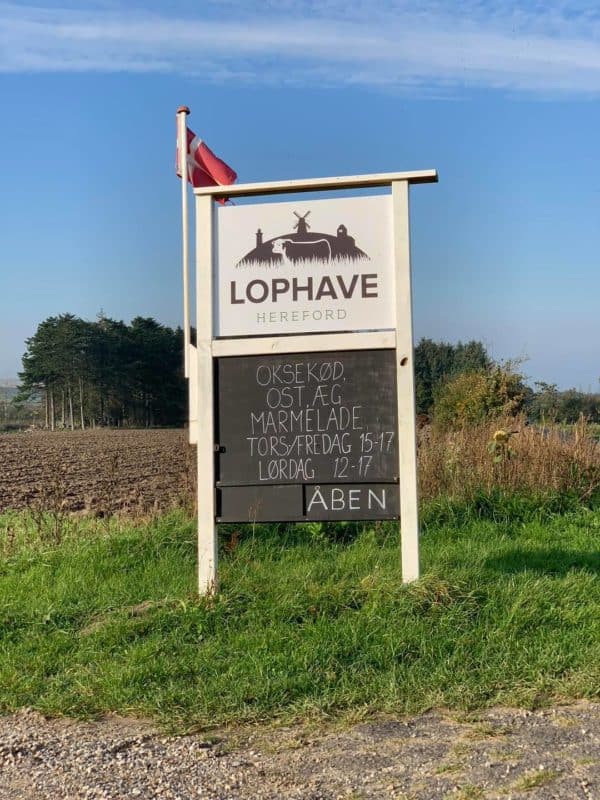 LOPHAVE
HEREFORD
OKSEKØD,
OST, ÆG
MARMELADE
TORS/FREDAG 15-17
LØRDAG 12-17
ÅBEN